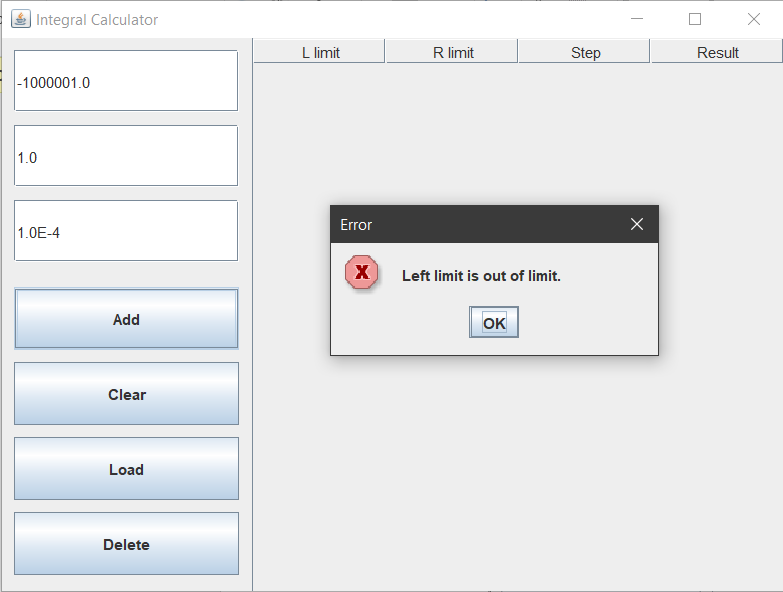 Integral Calculator
-1000001.0
1.0
1.0E-4
Add
Clear
Load
Delete
L limit R limit Step Result
Error
X
Left limit is out of limit.
OK